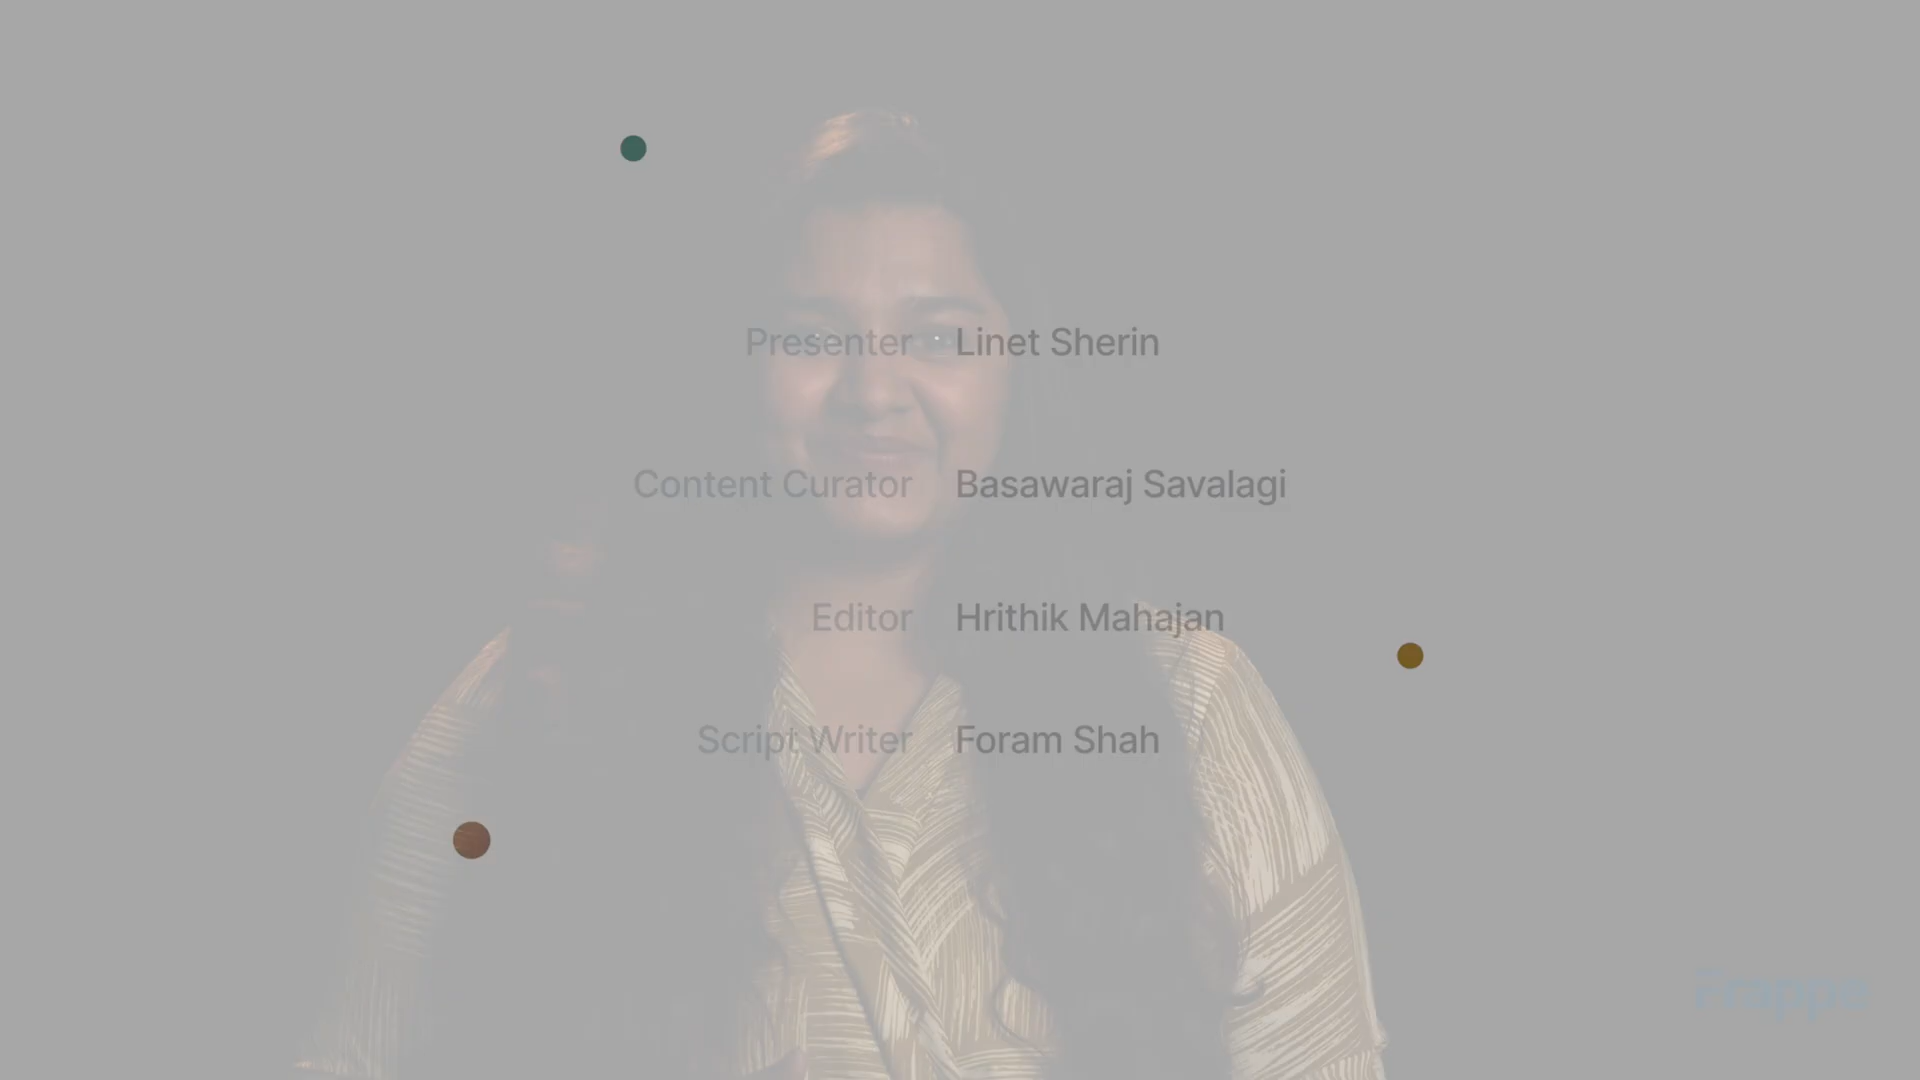 Presenter Linet Sherin
Content Curator Basawaraj Savalagi
Editor Hrithik Mahajan
Script Writer Foram Shah
frappe